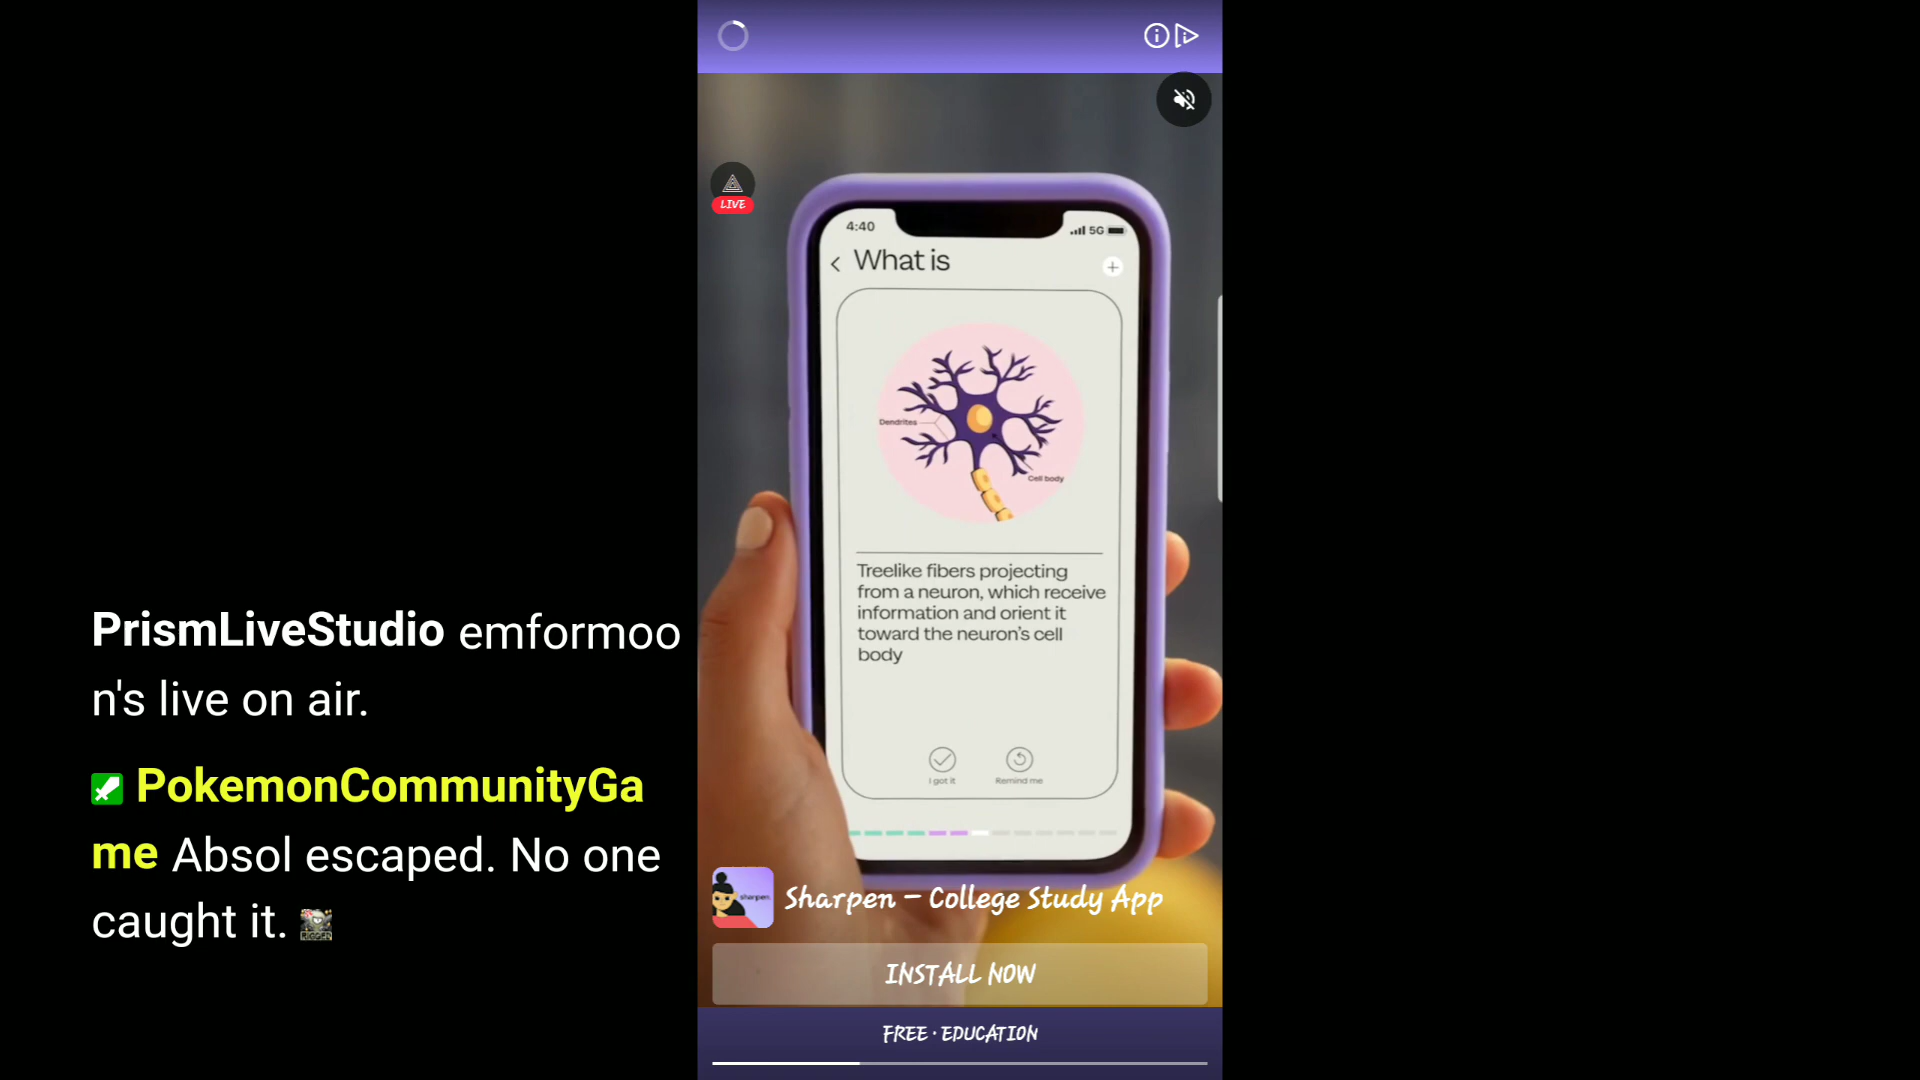 LIVE
4:40
5G
What is
Dendrites
Cell body
Treelike fibers projecting
from a neuron, which receive
information and orient it
toward the neuron's cell
body
I got it
Remind me
PrismLiveStudio emformoo
n's live on air.
PokemonCommunityGa
me Absol escaped. No one
caught it.
sharpen.
Sharpen – College Study App
INSTALL NOW
FREE · EDUCATION